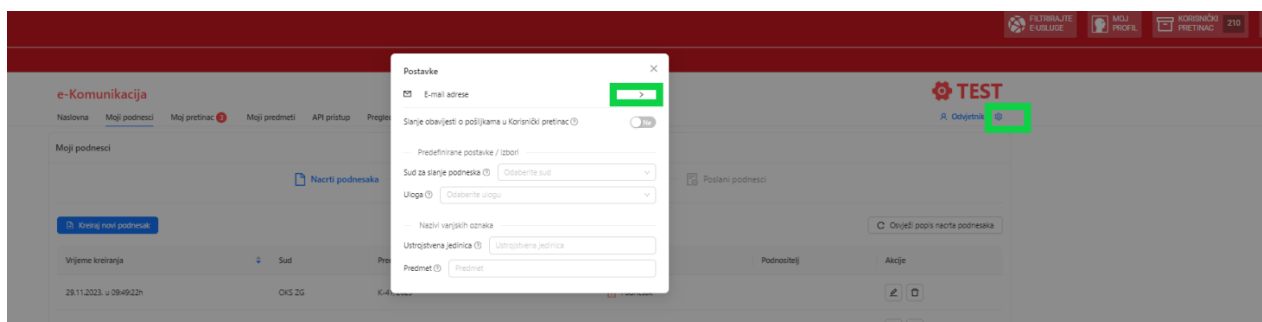 FILTRIRAJTE
E-USLUGE
MOJ
PROFIL
KORISNIČKI
PRETINAC
210
Postavke
E-mail adrese
e-Komunikacija
TEST
Naslovna Moji podnesci Moj pretinac 3 Moji predmeti API pristup
Slanje obavijesti o pošiljkama u Korisnički pretinac Ne
Odvjetnik
Moji podnesci
Predefinirane postavke / izbori
Sud za slanje podneska Odaberite sud
Nacrti podnesaka
Poslani podnesci
Uloga Odaberite ulogu
Kreiraj novi podnesak
Nazivi vanjskih oznaka
Osvježi popis nacrta podnesaka
Ustrojstvena jedinica Ustrojstvena jedinica
Vrijeme kreiranja Sud Podnositelj Akcije
Predmet Predmet
29.11.2023. u 09:49:22h OKS ZG